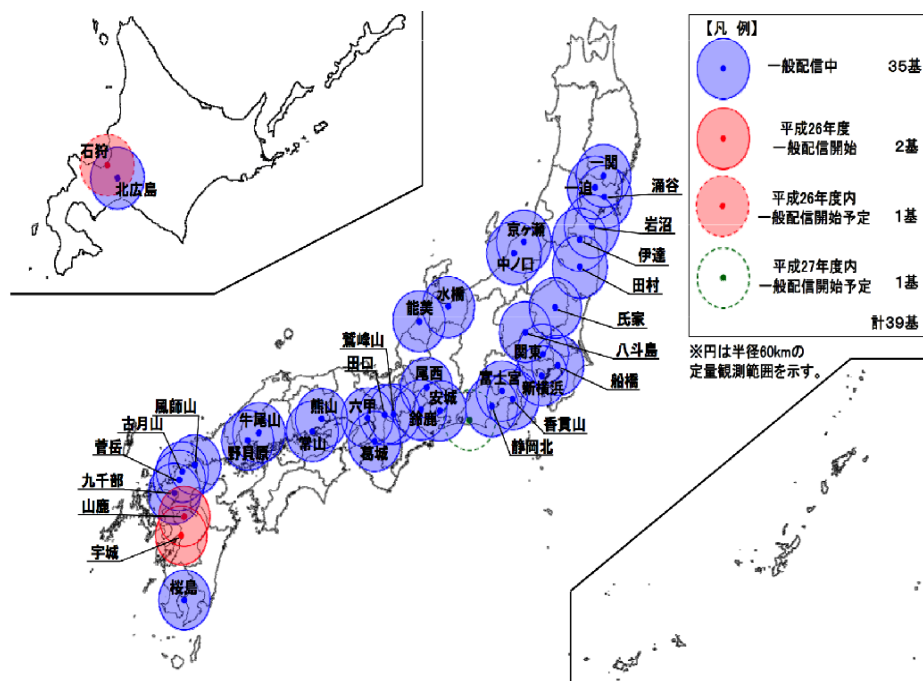 石狩
北広島
一関
一迫
涌谷
岩沼
京ヶ瀬
伊達
中ノ口
田村
水橋
能美
氏家
鷲峰山
八斗島
田口
関東
船橋
尾西
富士宮
新横浜
安城
風師山
熊山
六甲
鈴鹿
香貫山
古月山
牛尾山
静岡北
菅岳
野貝原
常山
葛城
九千部
山鹿
宇城
桜島
【凡 例】
一般配信中 35基
平成26年度
一般配信開始 2基
平成26年度内
一般配信開始予定 1基
平成27年度内
一般配信開始予定 1基
計39基
※円は半径60kmの
定量観測範囲を示す。